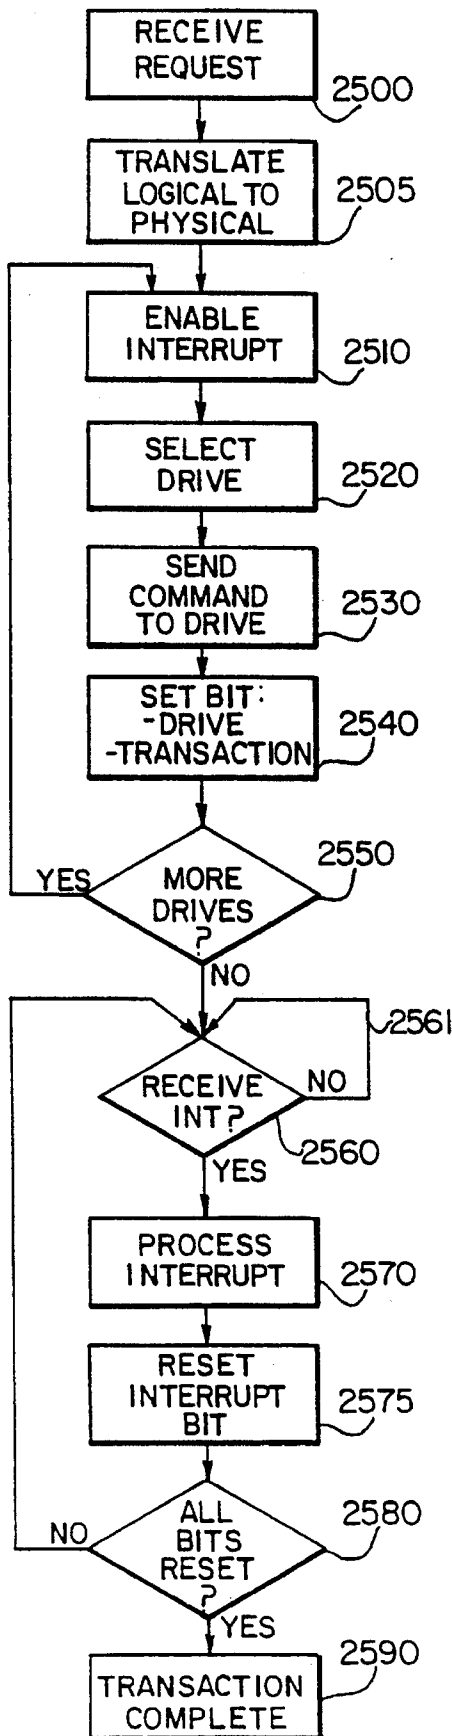 RECEIVE
REQUEST
2500
TRANSLATE
LOGICAL TO
PHYSICAL
2505
ENABLE
INTERRUPT
2510
SELECT
DRIVE
2520
SEND
COMMAND
TO DRIVE
2530
SET BIT:
-DRIVE
-TRANSACTION
2540
2550
YES
MORE
DRIVES
?
NO
2561
RECEIVE
INT?
NO
2560
YES
PROCESS
INTERRUPT
2570
RESET
INTERRUPT
BIT
2575
2580
NO
ALL
BITS
RESET
?
YES
2590
TRANSACTION
COMPLETE